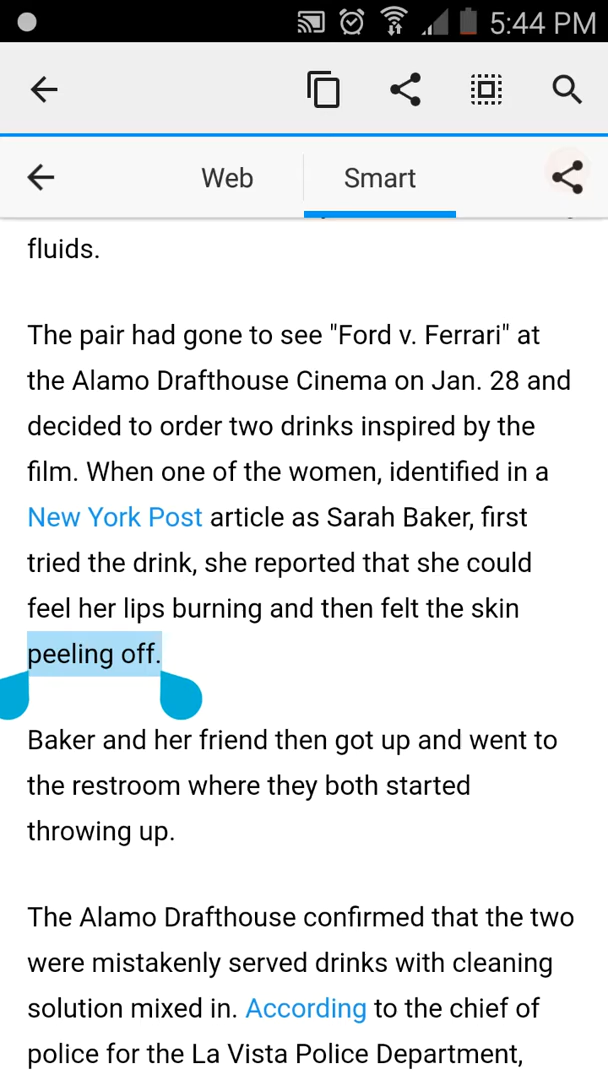 5:44 PM
Web
Smart
fluids.
The pair had gone to see "Ford v. Ferrari" at
the Alamo Drafthouse Cinema on Jan. 28 and
decided to order two drinks inspired by the
film. When one of the women, identified in a
New York Post article as Sarah Baker, first
tried the drink, she reported that she could
feel her lips burning and then felt the skin
peeling off.
Baker and her friend then got up and went to
the restroom where they both started
throwing up.
The Alamo Drafthouse confirmed that the two
were mistakenly served drinks with cleaning
solution mixed in. According to the chief of
police for the La Vista Police Department,